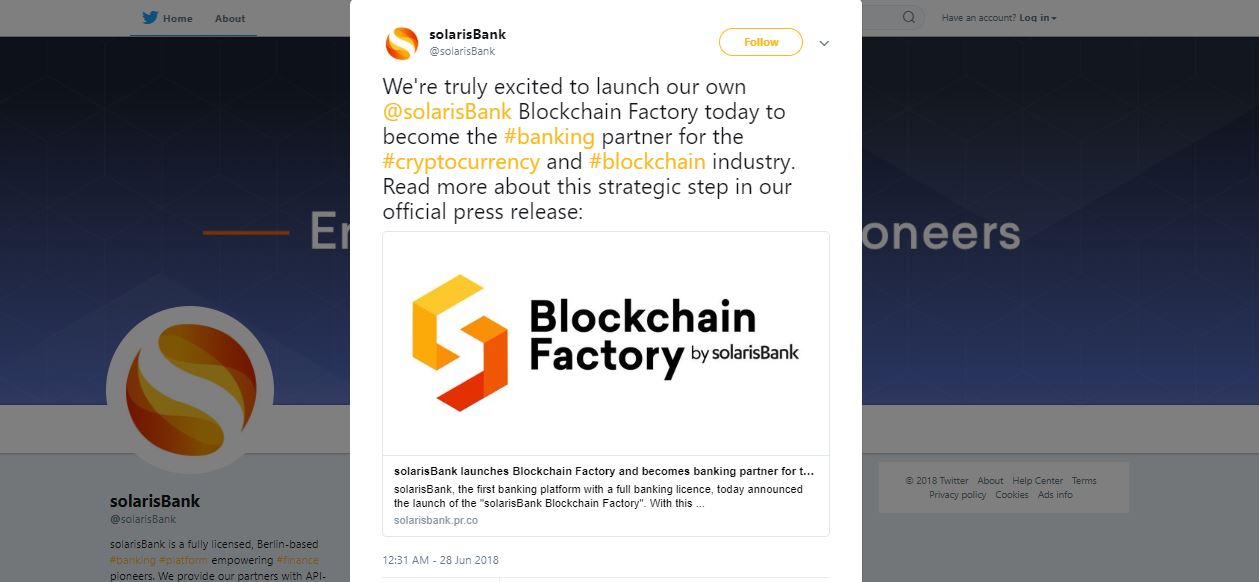 Home
About
Have an account? Log in
solarisBank
@solarisBank
Follow
We're truly excited to launch our own
@solarisBank Blockchain Factory today to
become the #banking partner for the
#cryptocurrency and #blockchain industry.
Read more about this strategic step in our
official press release:
Blockchain
Factory by solarisBank
solarisBank launches Blockchain Factory and becomes banking partner for t...
solarisBank, the first banking platform with a full banking licence, today announced
the launch of the "solarisBank Blockchain Factory". With this ...
solarisbank.pr.co
12:31 AM - 28 Jun 2018
solarisBank
@solarisBank
solarisBank is a fully licensed, Berlin-based
#banking #platform empowering #finance
pioneers. We provide our partners with API-
© 2018 Twitter About Help Center Terms
Privacy policy Cookies Ads info